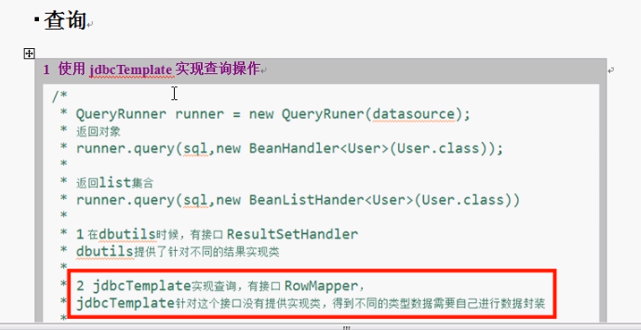 ▪查询
1 使用 jdbcTemplate 实现查询操作
/*
* QueryRunner runner = new QueryRuner(datasource);
* 返回对象
* runner.query(sql,new BeanHandler<User>(User.class));
*
* 返回list集合
* runner.query(sql,new BeanListHander<User>(User.class))
*
* 1 在dbutils时候，有接口 ResultSetHandler
* dbutils提供了针对不同的结果实现类
*
* 2 jdbcTemplate实现查询，有接口 RowMapper，
* jdbcTemplate针对这个接口没有提供实现类，得到不同的类型数据需要自己进行数据封装
*